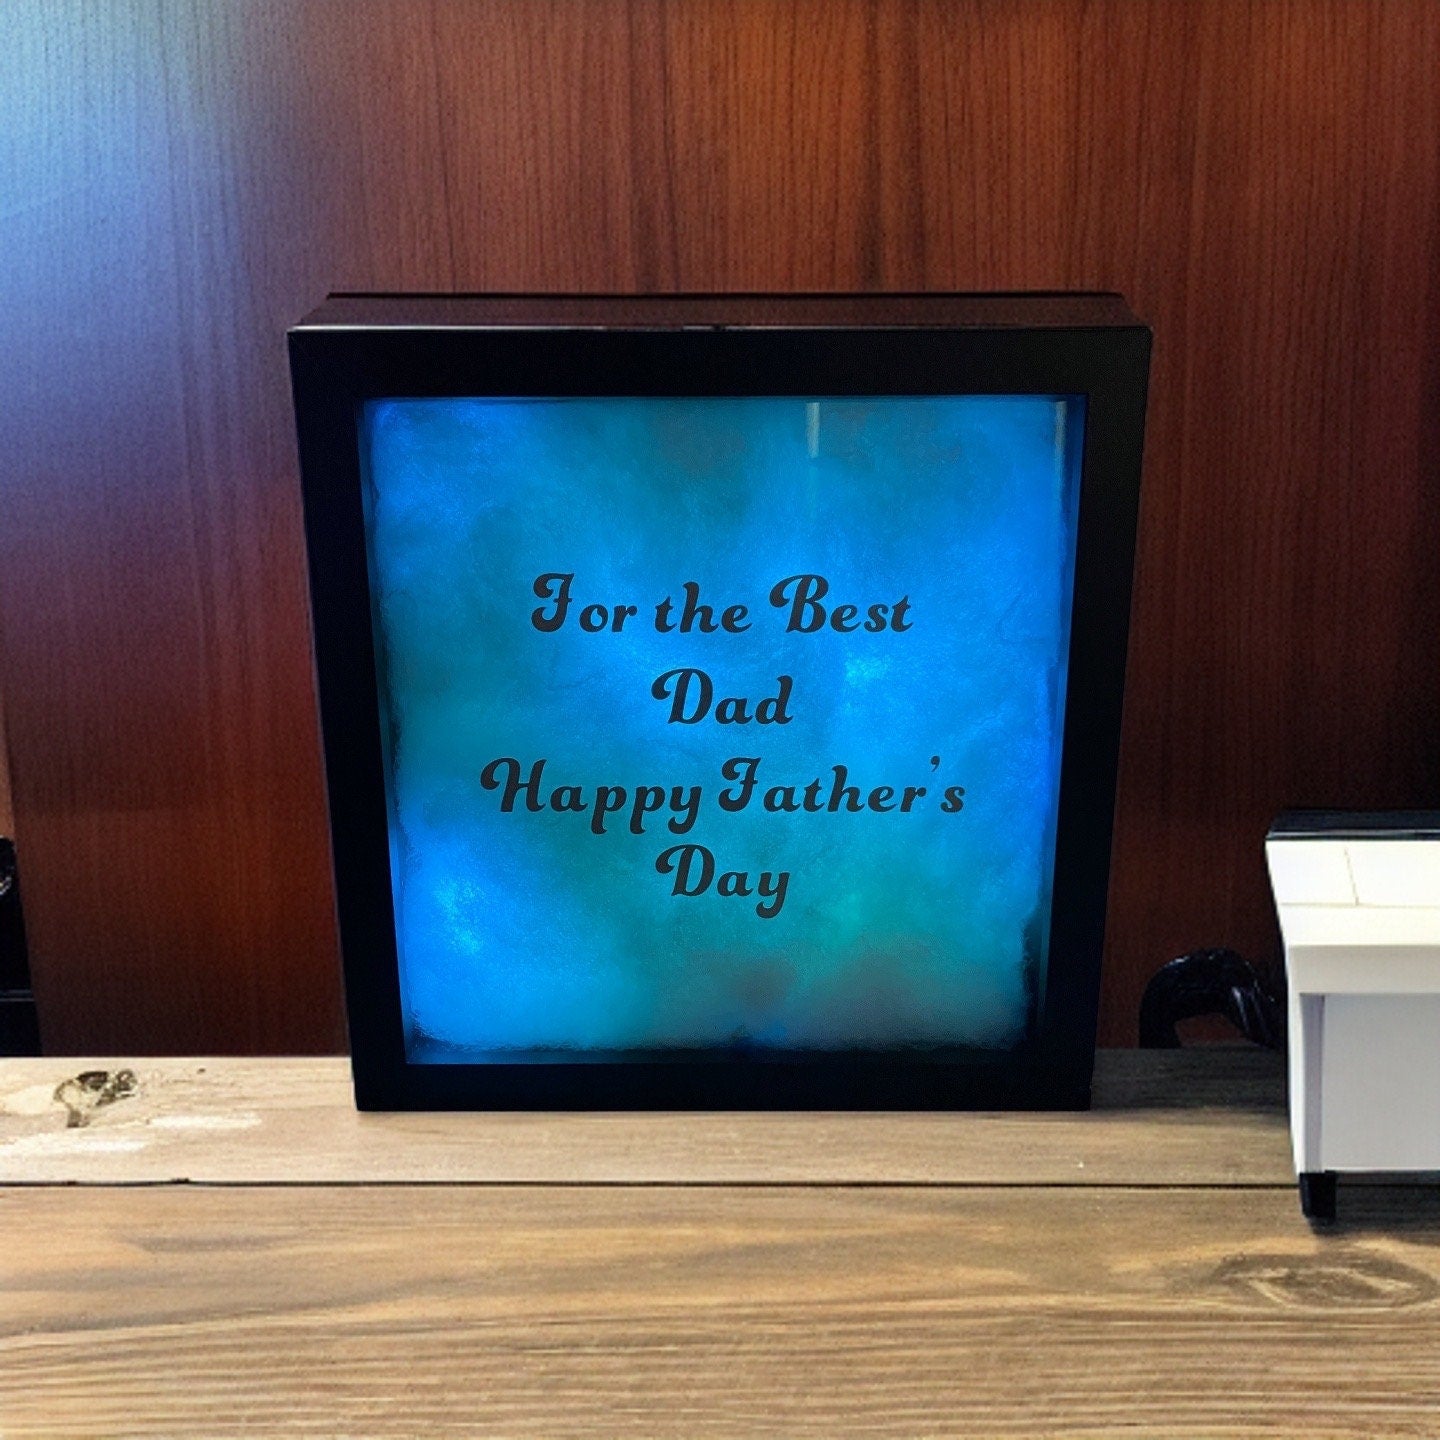 For the Best
Dad
Happy Father's
Day